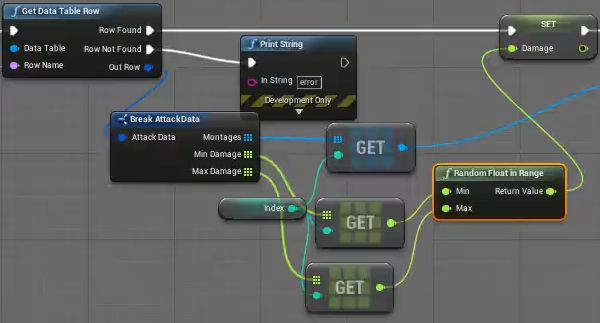 Get Data Table Row
Row Found
Data Table
Row Not Found
Row Name
Out Row
SET
Damage
Print String
In String
error
Development Only
Break AttackData
Attack Data
Montages
Min Damage
Max Damage
GET
Random Float in Range
Min
Return Value
Max
Index
GET
GET